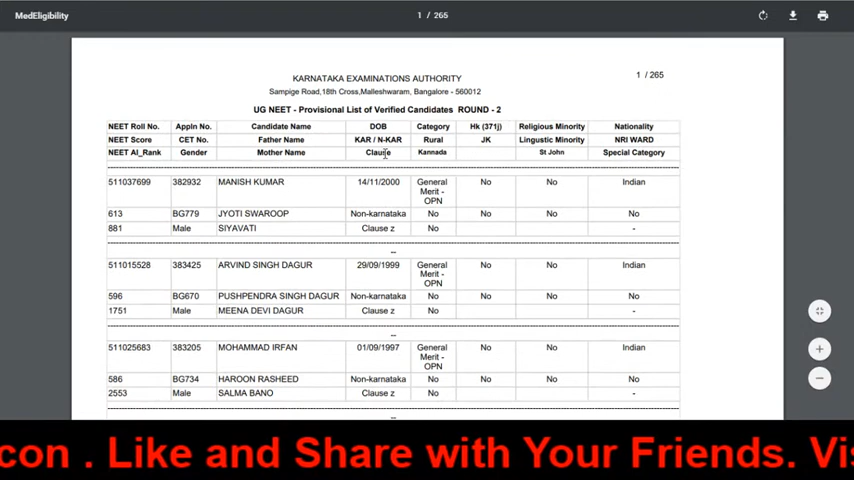 MedEligibility
1 / 265
1 / 265
KARNATAKA EXAMINATIONS AUTHORITY
Sampige Road,18th Cross,Malleshwaram, Bangalore - 560012
UG NEET - Provisional List of Verified Candidates ROUND - 2
NEET Roll No. Appln No. Candidate Name DOB Category Hk (371j) Religious Minority Nationality
NEET Score CET No. Father Name KAR / N-KAR Rural JK Lingustic Minority NRI WARD
NEET AI_Rank Gender Mother Name Clause Kannada St John Special Category
511037699 382932 MANISH KUMAR 14/11/2000 General Merit - OPN No No Indian
613 BG779 JYOTI SWAROOP Non-karnataka No No No No
881 Male SIYAVATI Clause z No -
--
511015528 383425 ARVIND SINGH DAGUR 29/09/1999 General Merit - OPN No No Indian
596 BG670 PUSHPENDRA SINGH DAGUR Non-karnataka No No No No
1751 Male MEENA DEVI DAGUR Clause z No -
--
511025683 383205 MOHAMMAD IRFAN 01/09/1997 General Merit - OPN No No Indian
586 BG734 HAROON RASHEED Non-karnataka No No No No
2553 Male SALMA BANO Clause z No -
--
con . Like and Share with Your Friends. Vis